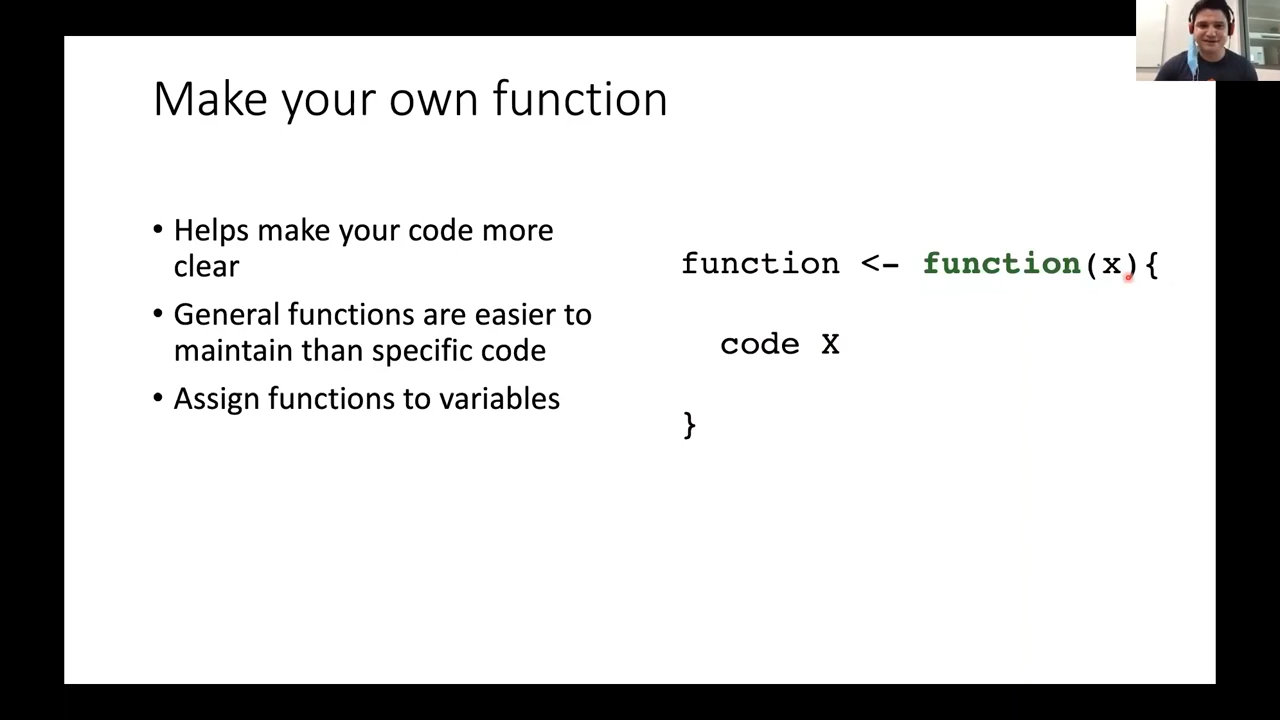 Make your own function
• Helps make your code more
clear
• General functions are easier to
maintain than specific code
• Assign functions to variables
function <- function(x){
code X
}